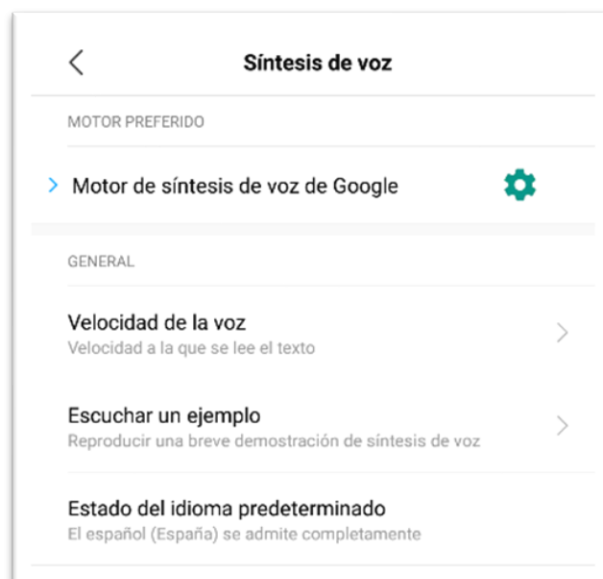 Síntesis de voz
MOTOR PREFERIDO
Motor de síntesis de voz de Google
GENERAL
Velocidad de la voz
Velocidad a la que se lee el texto
Escuchar un ejemplo
Reproducir una breve demostración de síntesis de voz
Estado del idioma predeterminado
El español (España) se admite completamente